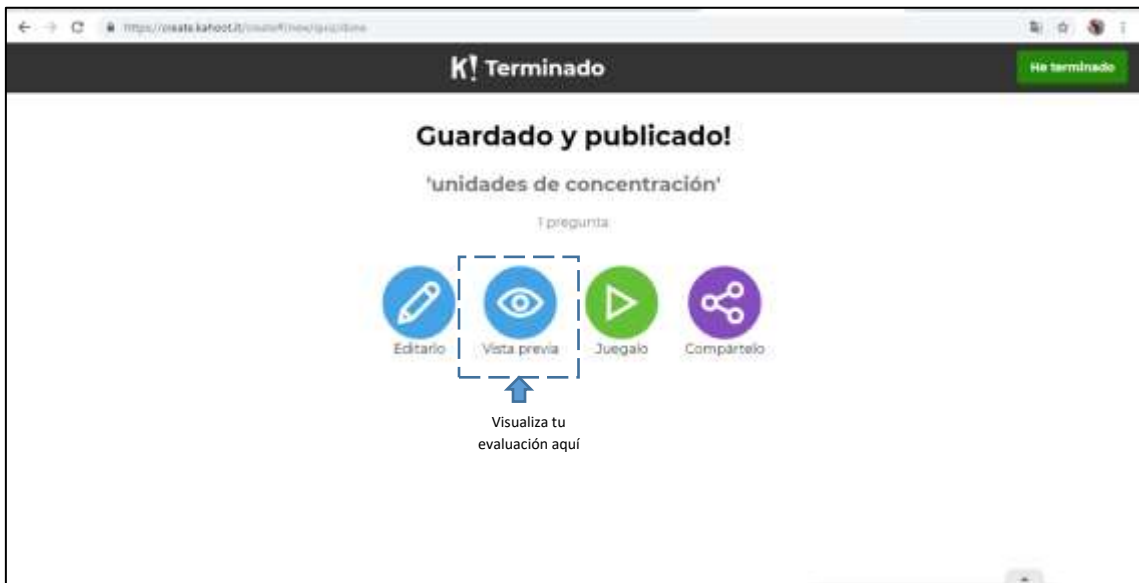 K! Terminado
He terminado
Guardado y publicado!
'unidades de concentración'
1 pregunta
Editarlo
Vista previa
Juegalo
Compártelo
Visualiza tu
evaluación aquí